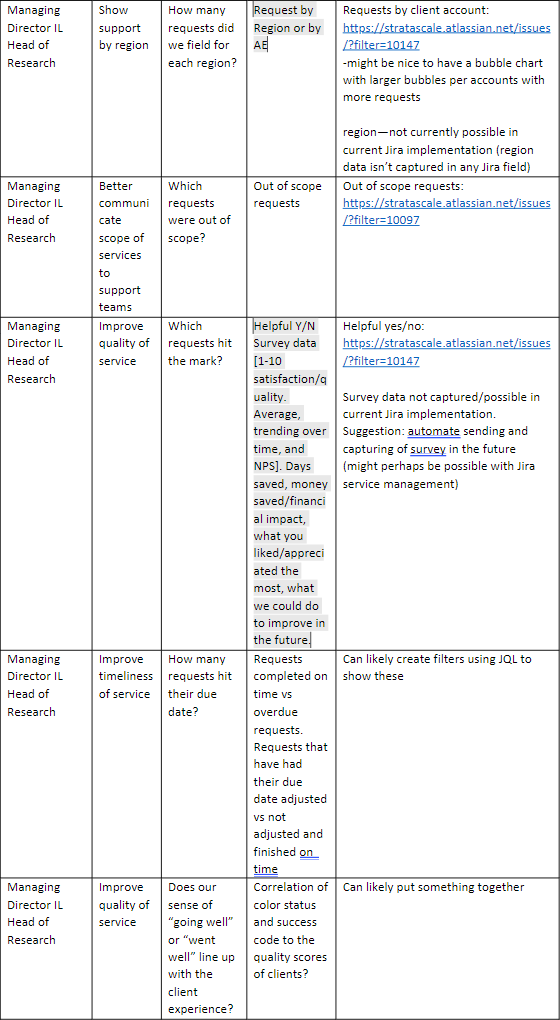 Managing
Director IL
Head of
Research
Show
support
by region
How many
requests did
we field for
each region?
Request by
Region or by
AE
Requests by client account:
https://stratascale.atlassian.net/issues
/?filter=10147
-might be nice to have a bubble chart
with larger bubbles per accounts with
more requests
region—not currently possible in
current Jira implementation (region
data isn't captured in any Jira field)
Managing
Director IL
Head of
Research
Better
communi
cate
scope of
services
to
support
teams
Which
requests
were out of
scope?
Out of scope
requests
Out of scope requests:
https://stratascale.atlassian.net/issues
/?filter=10097
Managing
Director IL
Head of
Research
Improve
quality of
service
Which
requests hit
the mark?
Helpful Y/N
Survey data
[1-10
satisfaction/q
uality.
Average,
trending over
time, and
NPS]. Days
saved, money
saved/financi
al impact,
what you
liked/appreci
ated the
most, what
we could do
to improve in
the future.
Helpful yes/no:
https://stratascale.atlassian.net/issues
/?filter=10147
Survey data not captured/possible in
current Jira implementation.
Suggestion: automate sending and
capturing of survey in the future
(might perhaps be possible with Jira
service management)
Managing
Director IL
Head of
Research
Improve
timeliness
of service
How many
requests hit
their due
date?
Requests
completed on
time vs
overdue
requests.
Requests that
have had
their due
date adjusted
vs not
adjusted and
finished on
time
Can likely create filters using JQL to
show these
Managing
Director IL
Head of
Research
Improve
quality of
service
Does our
sense of
“going well”
or “went
well” line up
with the
client
experience?
Correlation of
color status
and success
code to the
quality scores
of clients?
Can likely put something together